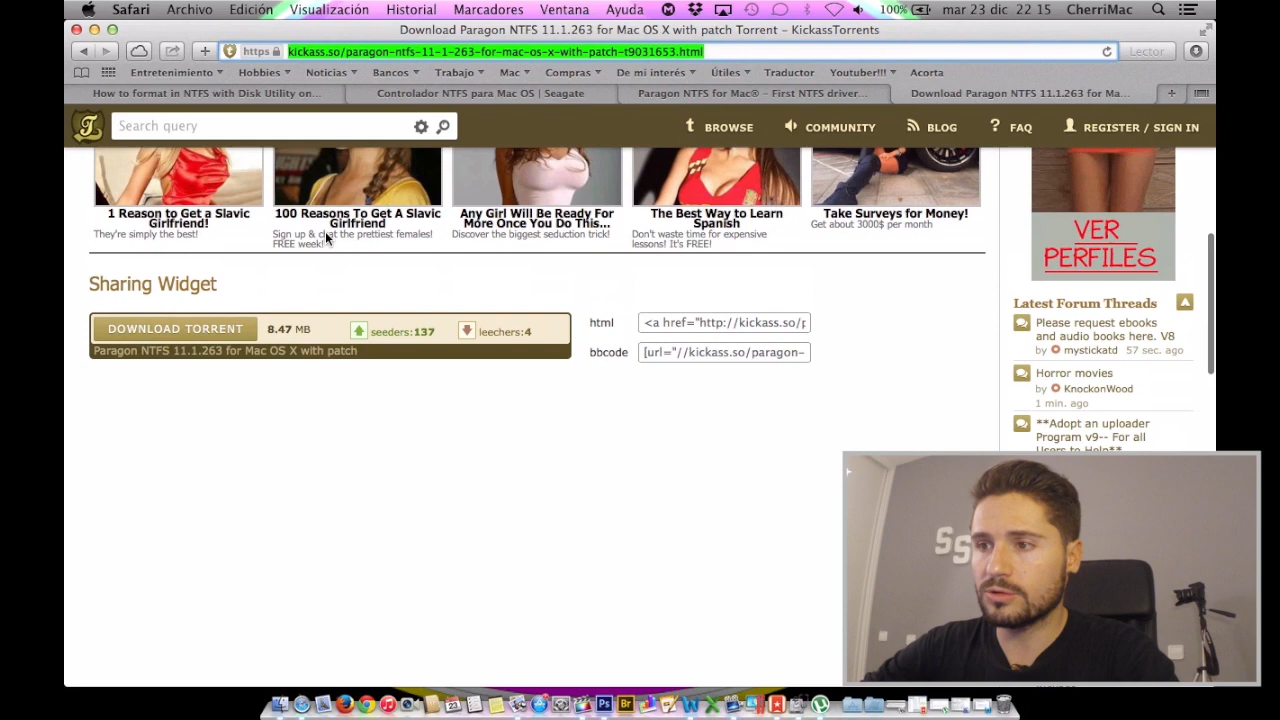 Safari Archivo Edición Visualización Historial Marcadores Ventana Ayuda 100% mar 23 dic 22 15 CherriMac
Download Paragon NTFS 11.1.263 for Mac OS X with patch Torrent - KickassTorrents
https kickass.so/paragon-ntfs-11-1-263-for-mac-os-x-with-patch-t9031653.html Lector
Entretenimiento Hobbies Noticias Bancos Trabajo Mac Compras De mi interés Útiles Traductor Youtuber!!! Acorta
How to format in NTFS with Disk Utility on... Controlador NTFS para Mac OS | Seagate Paragon NTFS for Mac® – First NTFS driver... Download Paragon NTFS 11.1.263 for Ma...
Search query BROWSE COMMUNITY BLOG ? FAQ REGISTER / SIGN IN
1 Reason to Get a Slavic
Girlfriend!
They're simply the best!
100 Reasons To Get A Slavic
Girlfriend
Sign up & chat the prettiest females!
FREE week!
Any Girl Will Be Ready For
More Once You Do This...
Discover the biggest seduction trick!
The Best Way to Learn
Spanish
Don't waste time for expensive
lessons! It's FREE!
Take Surveys for Money!
Get about 3000$ per month
VER
PERFILES
Sharing Widget
DOWNLOAD TORRENT 8.47 MB seeders:137 leechers:4
Paragon NTFS 11.1.263 for Mac OS X with patch
html <a href="http://kickass.so/p
bbcode [url="//kickass.so/paragon-
Latest Forum Threads
Please request ebooks
and audio books here. V8
by mystickatd 57 sec. ago
Horror movies
by KnockonWood
1 min. ago
**Adopt an uploader
Program v9-- For all
Users to Help**
SS